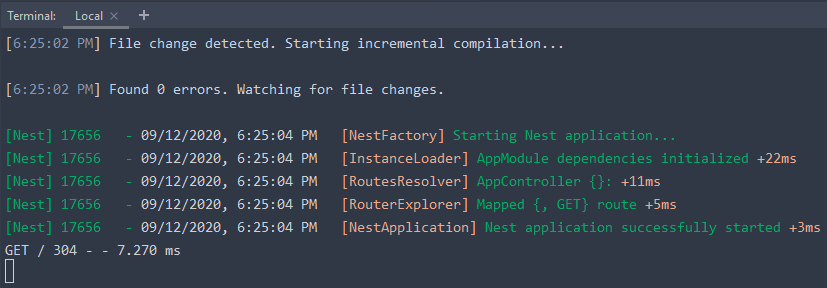 Terminal: Local × +
[6:25:02 PM] File change detected. Starting incremental compilation...
[6:25:02 PM] Found 0 errors. Watching for file changes.
[Nest] 17656   - 09/12/2020, 6:25:04 PM   [NestFactory] Starting Nest application...
[Nest] 17656   - 09/12/2020, 6:25:04 PM   [InstanceLoader] AppModule dependencies initialized +22ms
[Nest] 17656   - 09/12/2020, 6:25:04 PM   [RoutesResolver] AppController {}: +11ms
[Nest] 17656   - 09/12/2020, 6:25:04 PM   [RouterExplorer] Mapped {, GET} route +5ms
[Nest] 17656   - 09/12/2020, 6:25:04 PM   [NestApplication] Nest application successfully started +3ms
GET / 304 - - 7.270 ms